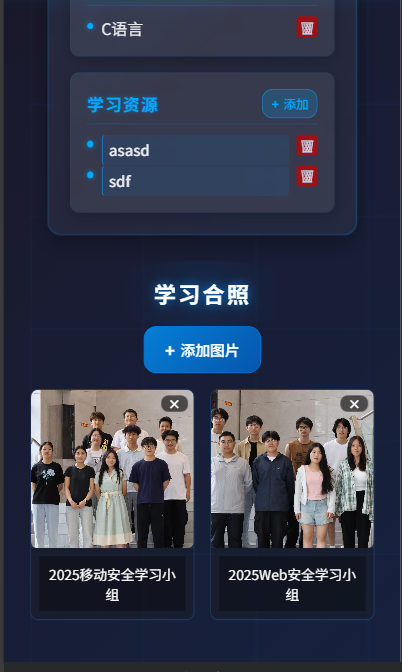 C语言
学习资源
+ 添加
asasd
sdf
学习合照
+ 添加图片
2025移动安全学习小
组
2025Web安全学习小
组